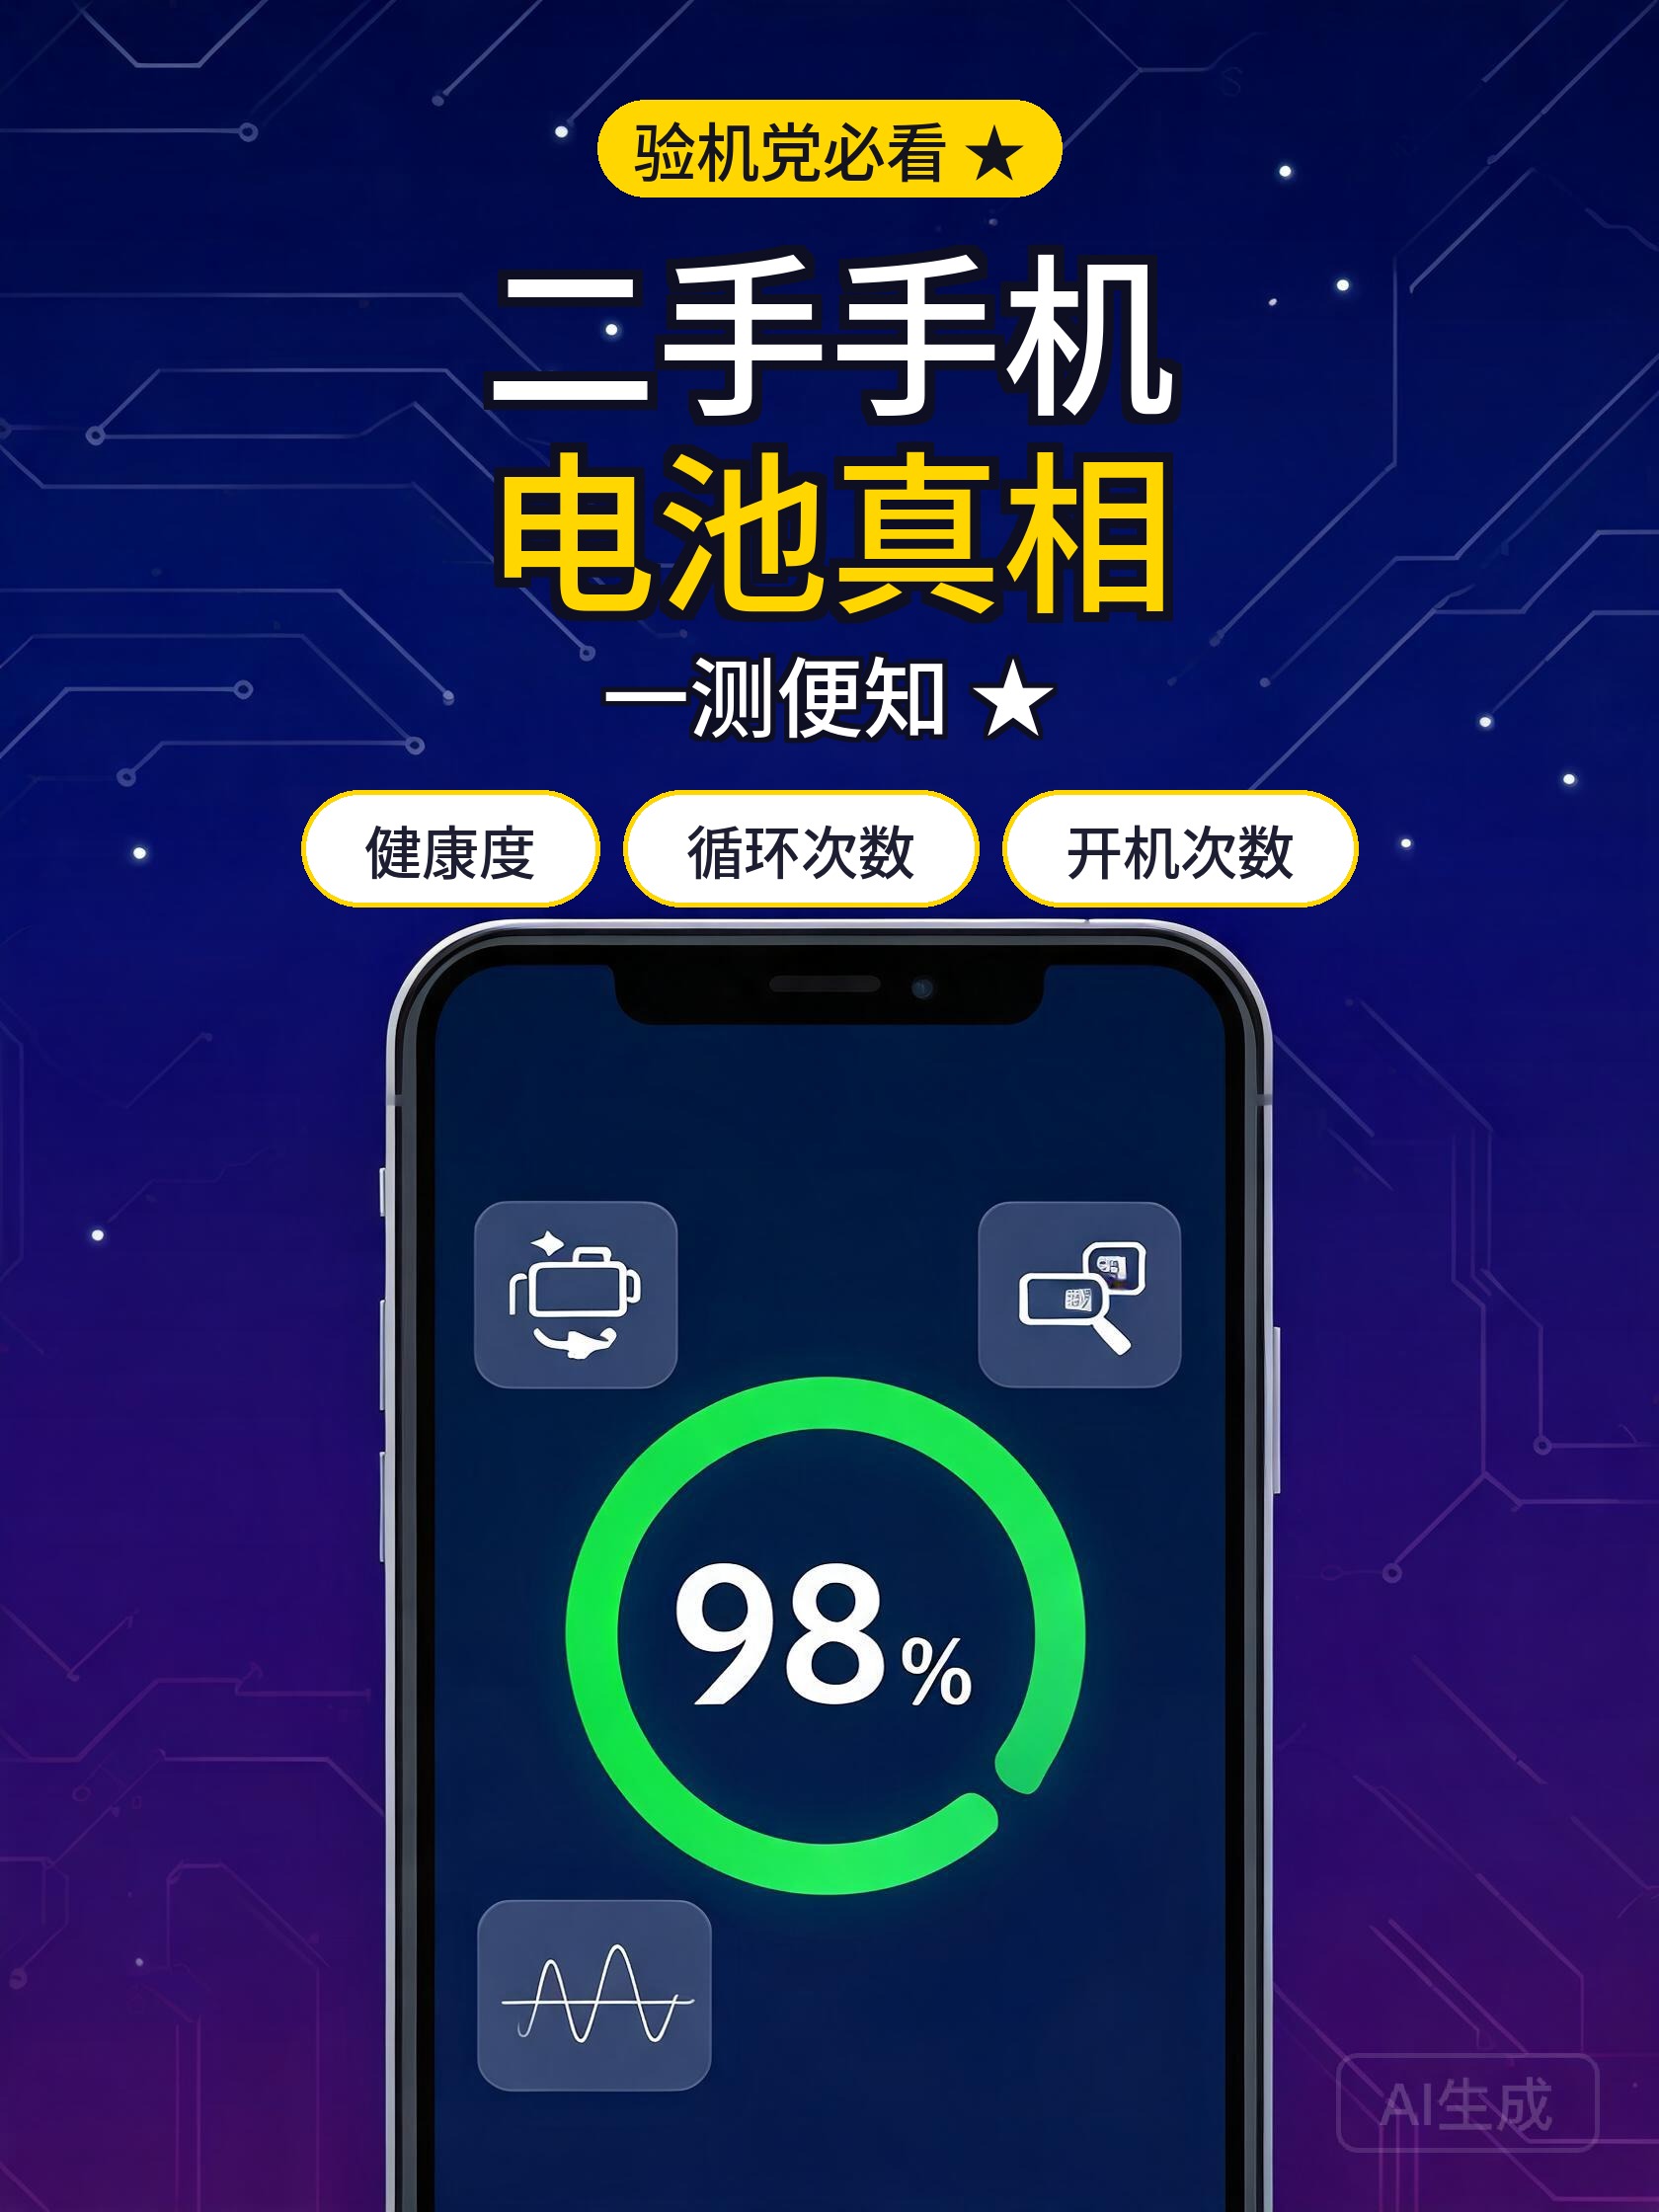 验机党必看 ★
二手手机
电池真相
一测便知 ★
健康度 循环次数 开机次数
98%
AI生成